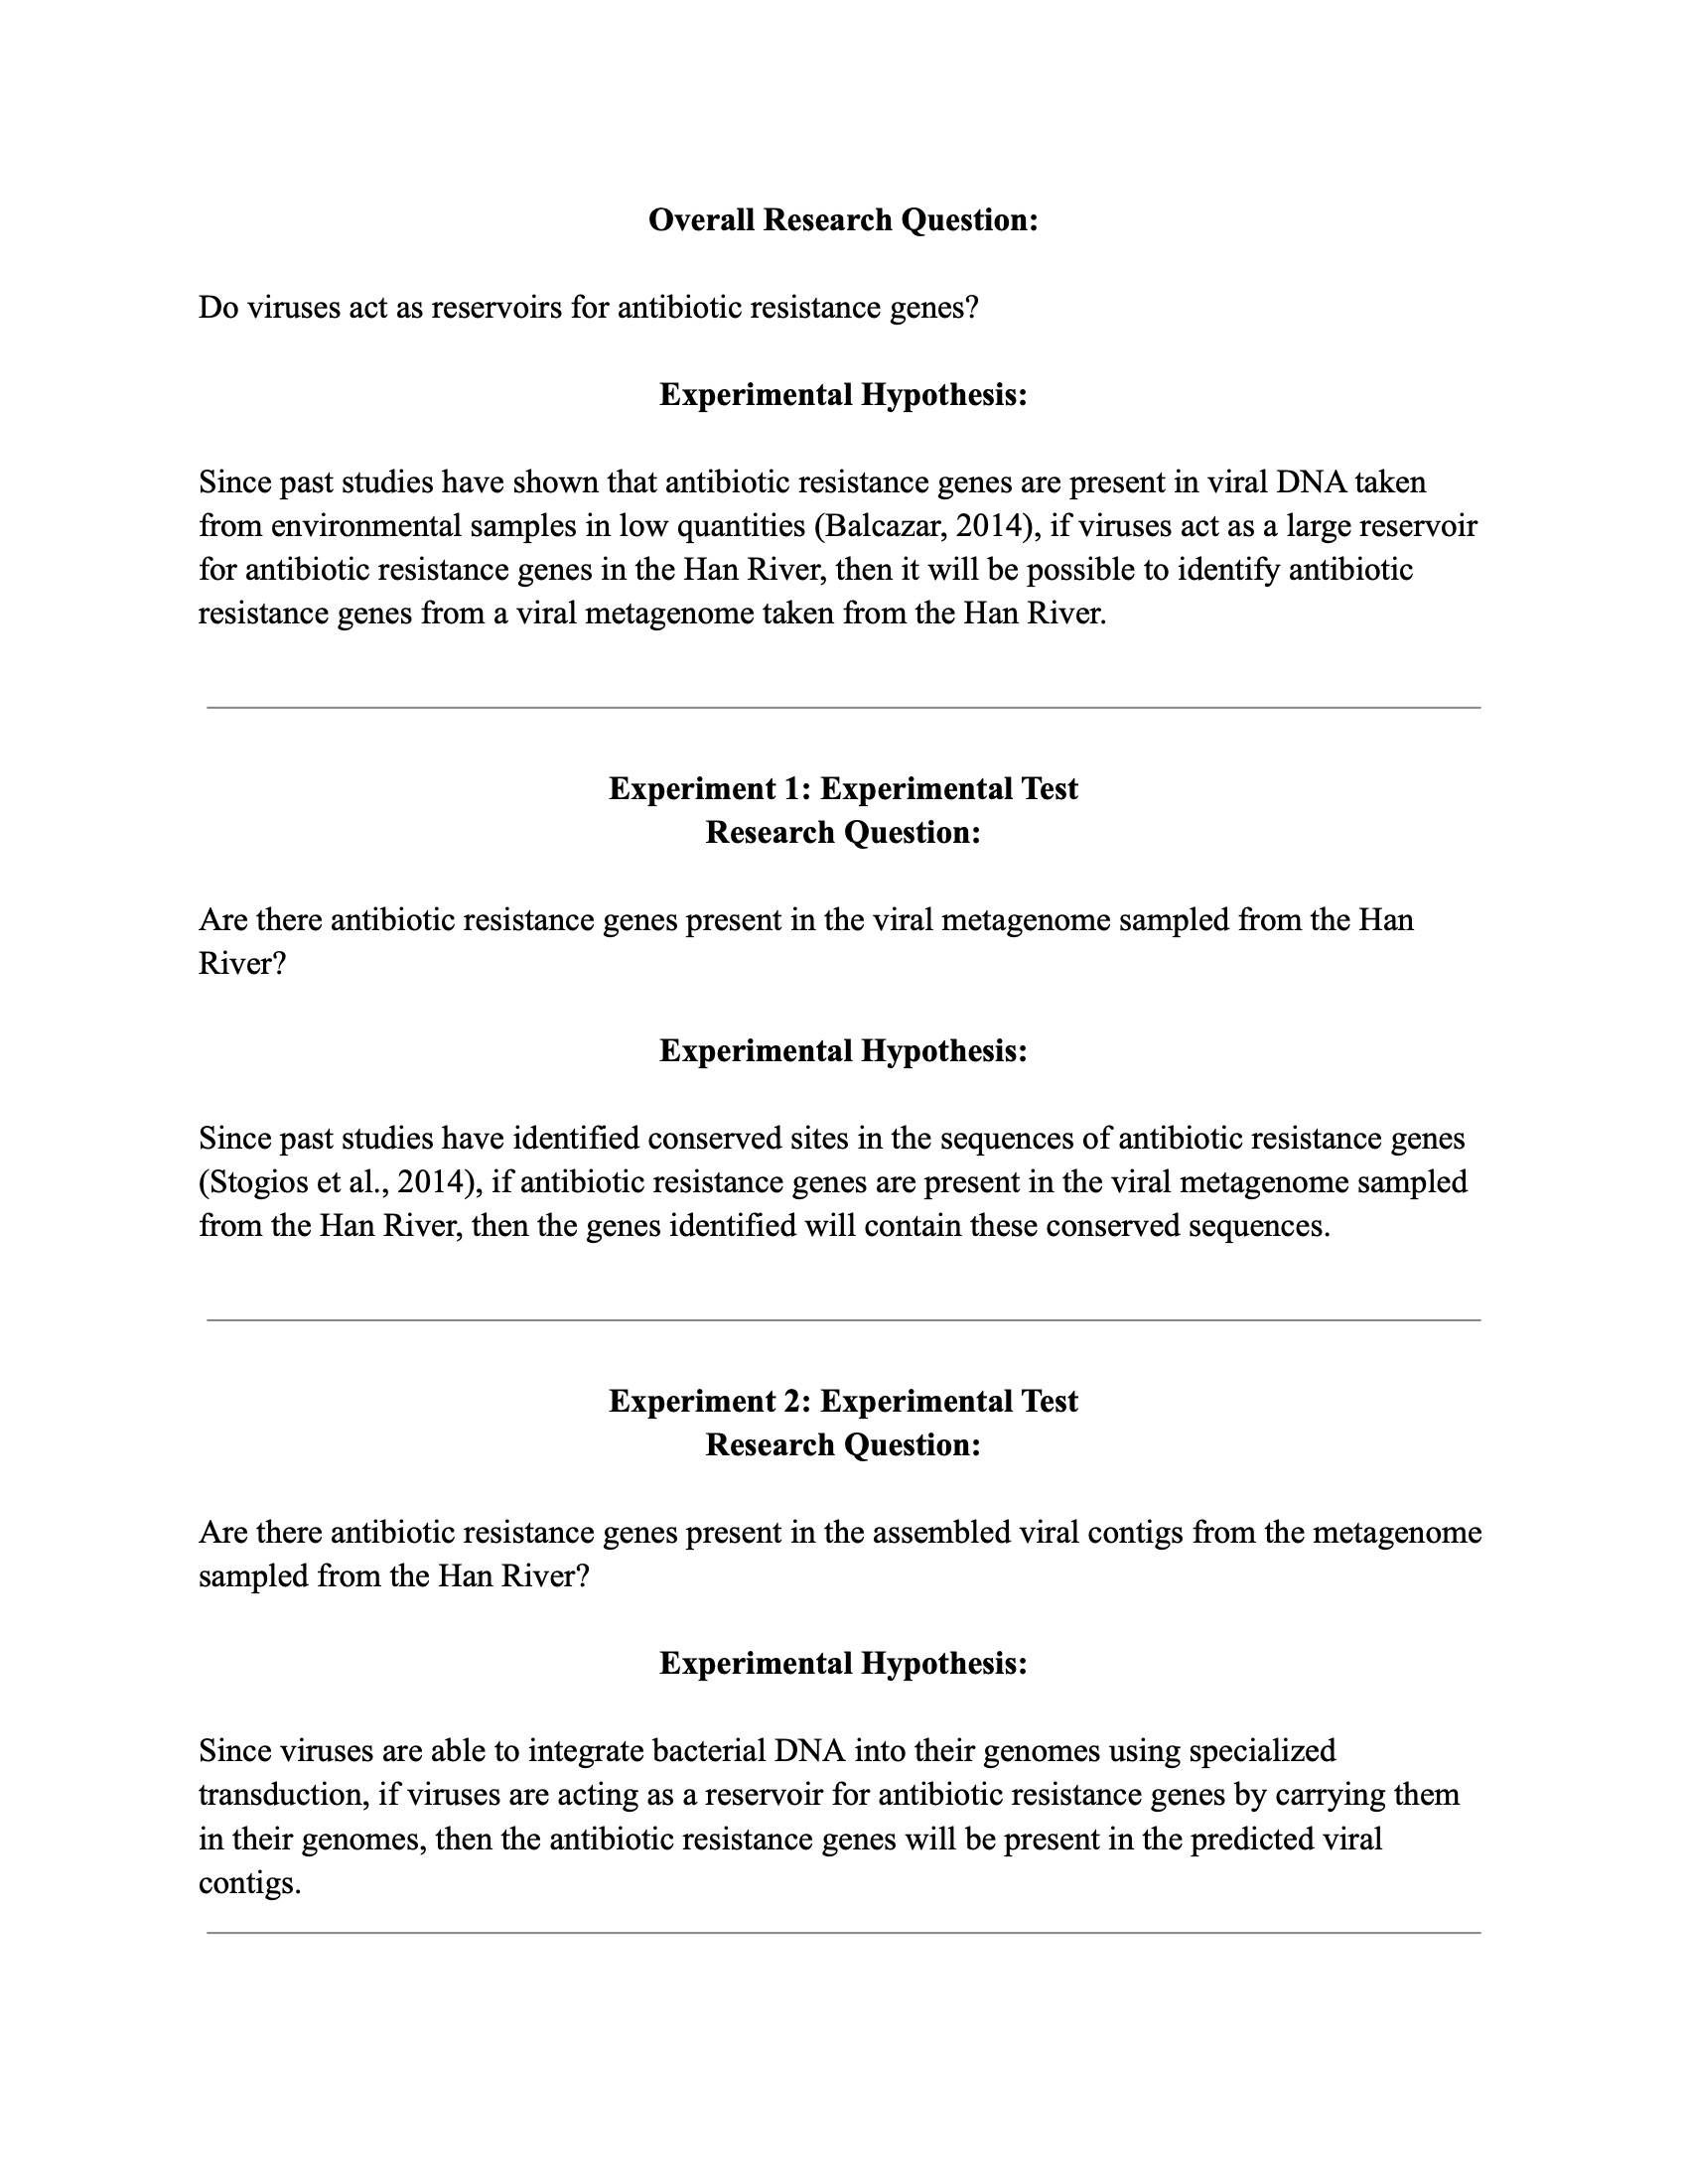 Overall Research Question:
Do viruses act as reservoirs for antibiotic resistance genes?
Experimental Hypothesis:
Since past studies have shown that antibiotic resistance genes are present in viral DNA taken
from environmental samples in low quantities (Balcazar, 2014), if viruses act as a large reservoir
for antibiotic resistance genes in the Han River, then it will be possible to identify antibiotic
resistance genes from a viral metagenome taken from the Han River.
Experiment 1: Experimental Test
Research Question:
Are there antibiotic resistance genes present in the viral metagenome sampled from the Han
River?
Experimental Hypothesis:
Since past studies have identified conserved sites in the sequences of antibiotic resistance genes
(Stogios et al., 2014), if antibiotic resistance genes are present in the viral metagenome sampled
from the Han River, then the genes identified will contain these conserved sequences.
Experiment 2: Experimental Test
Research Question:
Are there antibiotic resistance genes present in the assembled viral contigs from the metagenome
sampled from the Han River?
Experimental Hypothesis:
Since viruses are able to integrate bacterial DNA into their genomes using specialized
transduction, if viruses are acting as a reservoir for antibiotic resistance genes by carrying them
in their genomes, then the antibiotic resistance genes will be present in the predicted viral
contigs.